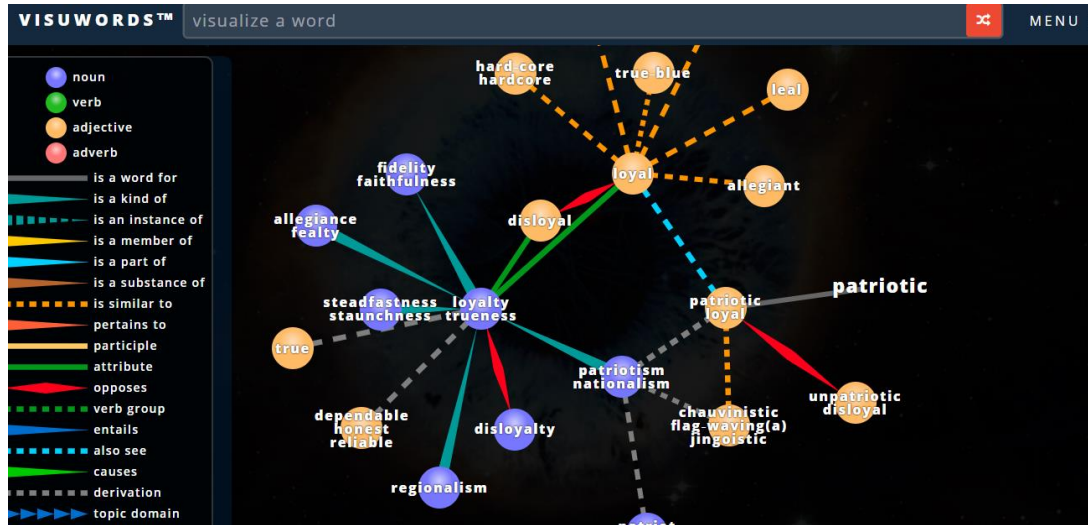 VISUWORDS™
visualize a word
MENU
noun
verb
adjective
adverb
is a word for
is a kind of
is an instance of
is a member of
is a part of
is a substance of
is similar to
pertains to
participle
attribute
opposes
verb group
entails
also see
causes
derivation
topic domain
hard core
hardcore
true blue
leal
loyal
allegiant
fidelity
faithfulness
disloyal
allegiance
fealty
steadfastness
staunchness
loyalty
trueness
patriotic
loyal
patriotic
true
patriotism
nationalism
unpatriotic
disloyal
dependable
honest
reliable
disloyalty
chauvinistic
flag-waving(a)
jingoistic
regionalism
patriot